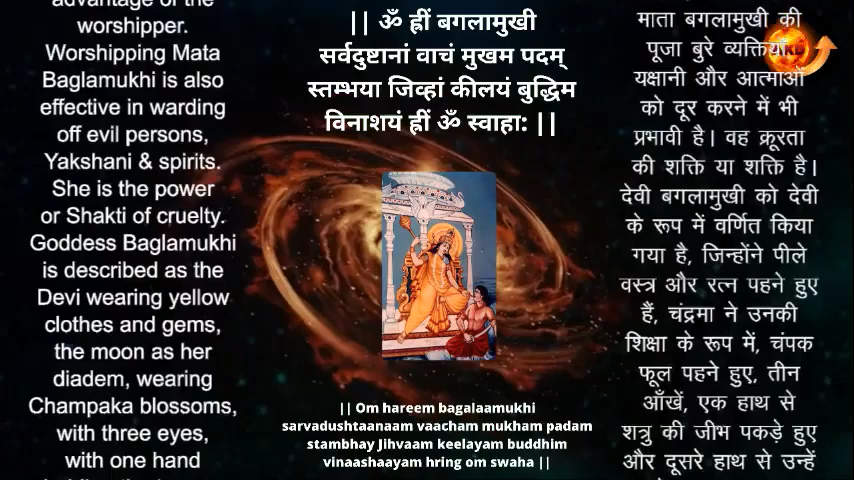 advantage of the
worshipper.
Worshipping Mata
Baglamukhi is also
effective in warding
off evil persons,
Yakshani & spirits.
She is the power
or Shakti of cruelty.
Goddess Baglamukhi
is described as the
Devi wearing yellow
clothes and gems,
the moon as her
diadem, wearing
Champaka blossoms,
with three eyes,
with one hand
|| ॐ ह्रीं बगलामुखी
सर्वदुष्टानां वाचं मुखम पदम्
स्तम्भया जिव्हां कीलयं बुद्धिम
विनाशयं ह्रीं ॐ स्वाहा: ||
|| Om hareem bagalaamukhi
sarvadushtaanaam vaacham mukham padam
stambhay Jihvaam keelayam buddhim
vinaashaayam hring om swaha ||
माता बगलामुखी की
पूजा बुरे व्यक्तियों,
यक्षानी और आत्माओं
को दूर करने में भी
प्रभावी है। वह क्रूरता
की शक्ति या शक्ति है।
देवी बगलामुखी को देवी
के रूप में वर्णित किया
गया है, जिन्होंने पीले
वस्त्र और रत्न पहने हुए
हैं, चंद्रमा ने उनकी
शिक्षा के रूप में, चंपक
फूल पहने हुए, तीन
आँखें, एक हाथ से
शत्रु की जीभ पकड़े हुए
और दूसरे हाथ से उन्हें